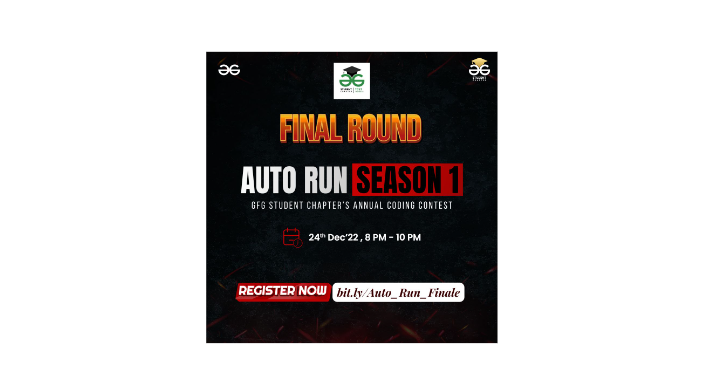 FINAL ROUND
AUTO RUN SEASON 1
GFG STUDENT CHAPTER'S ANNUAL CODING CONTEST
24th Dec'22 , 8 PM - 10 PM
REGISTER NOW bit.ly/Auto_Run_Finale